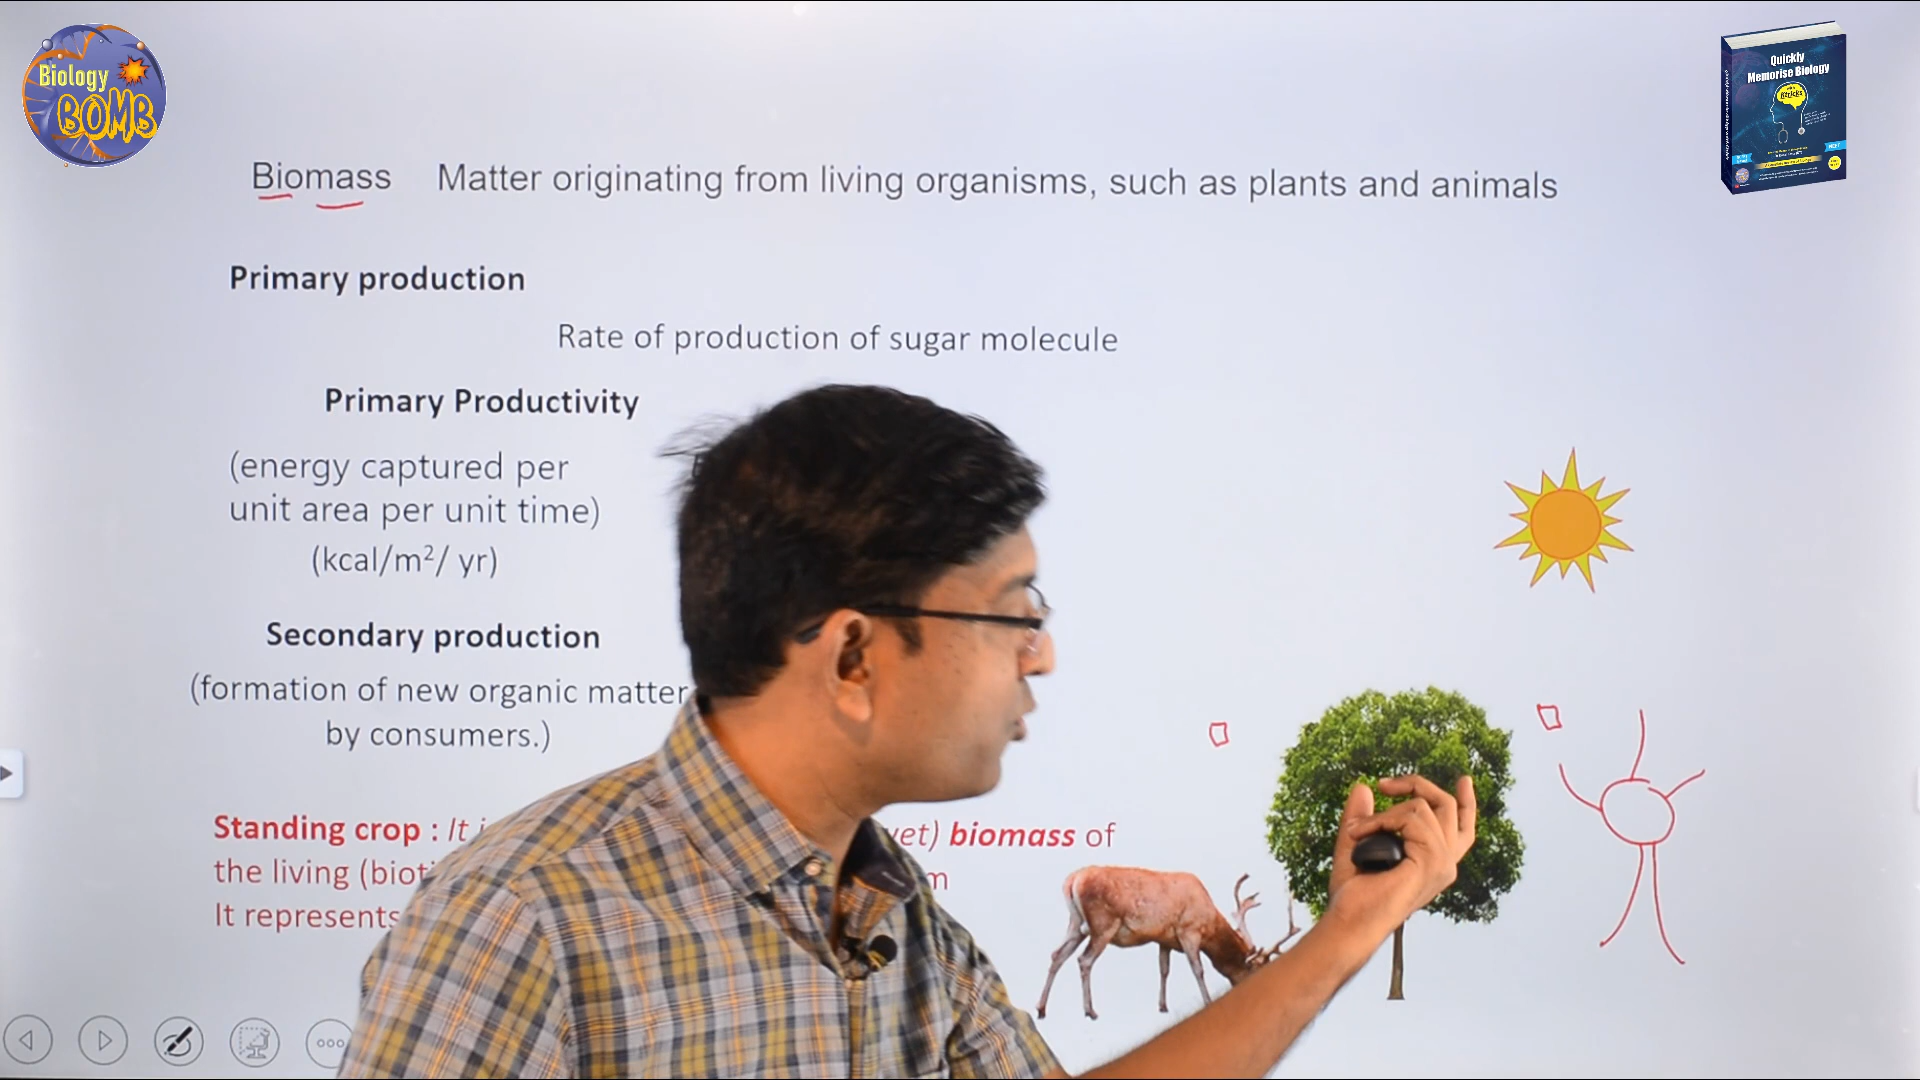 Biology
BOMB
Quickly
Memorise Biology
Biomass Matter originating from living organisms, such as plants and animals
Primary production
Rate of production of sugar molecule
Primary Productivity
(energy captured per
unit area per unit time)
(kcal/m²/ yr)
Secondary production
(formation of new organic matter
by consumers.)
Standing crop : It biomass of
the living
It represents